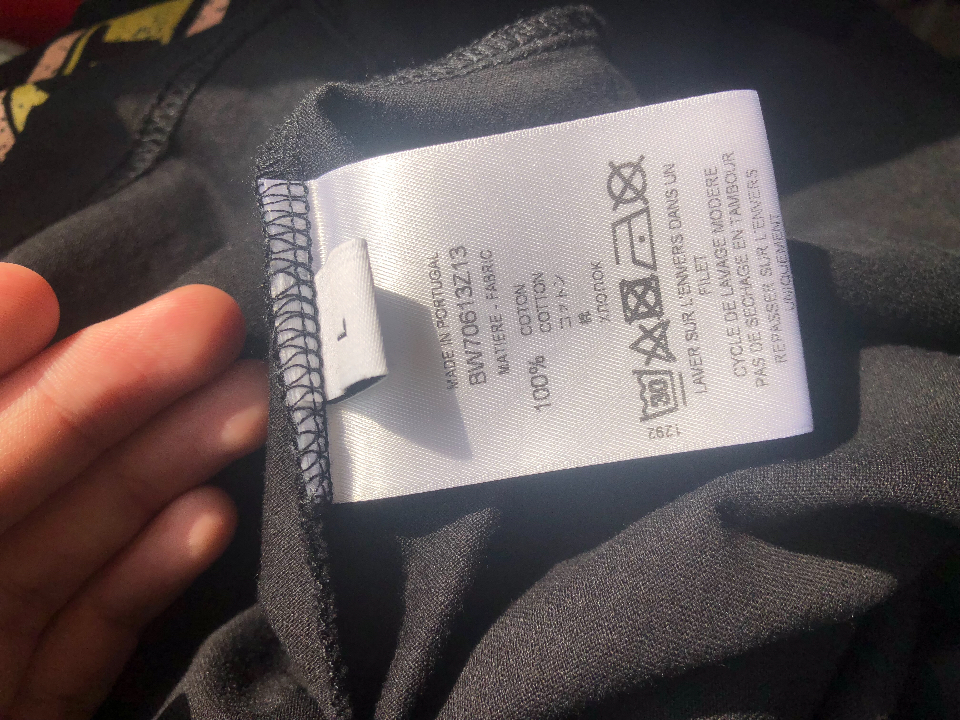 L
MADE IN PORTUGAL
BW70613Z13
MATIERE . FABRIC
100% COTON
COTTON
コットン
棉
ХЛОПОК
30
LAVER SUR L'ENVERS DANS UN
FILET
CYCLE DE LAVAGE MODERE
PAS DE SECHAGE EN TAMBOUR
REPASSER SUR L'ENVERS
UNIQUEMENT
1292